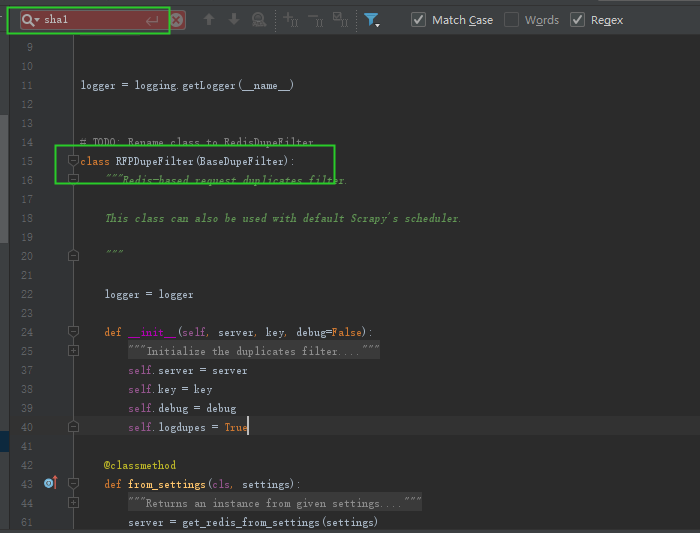 sha1
Match Case
Words
Regex
9
10
11 logger = logging.getLogger(__name__)
12
13
14 # TODO: Rename class to RedisDupeFilter.
15 class RFPDupeFilter(BaseDupeFilter):
16 """Redis-based request duplicates filter.
17
18 This class can also be used with default Scrapy's scheduler.
19
20 """
21
22 logger = logger
23
24 def __init__(self, server, key, debug=False):
25 """Initialize the duplicates filter...."""
37 self.server = server
38 self.key = key
39 self.debug = debug
40 self.logdupes = True
41
42 @classmethod
43 def from_settings(cls, settings):
44 """Returns an instance from given settings...."""
61 server = get_redis_from_settings(settings)